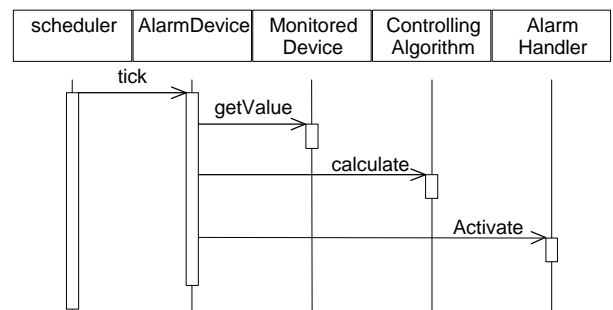 scheduler
AlarmDevice
Monitored
Device
Controlling
Algorithm
Alarm
Handler
tick
getValue
calculate
Activate